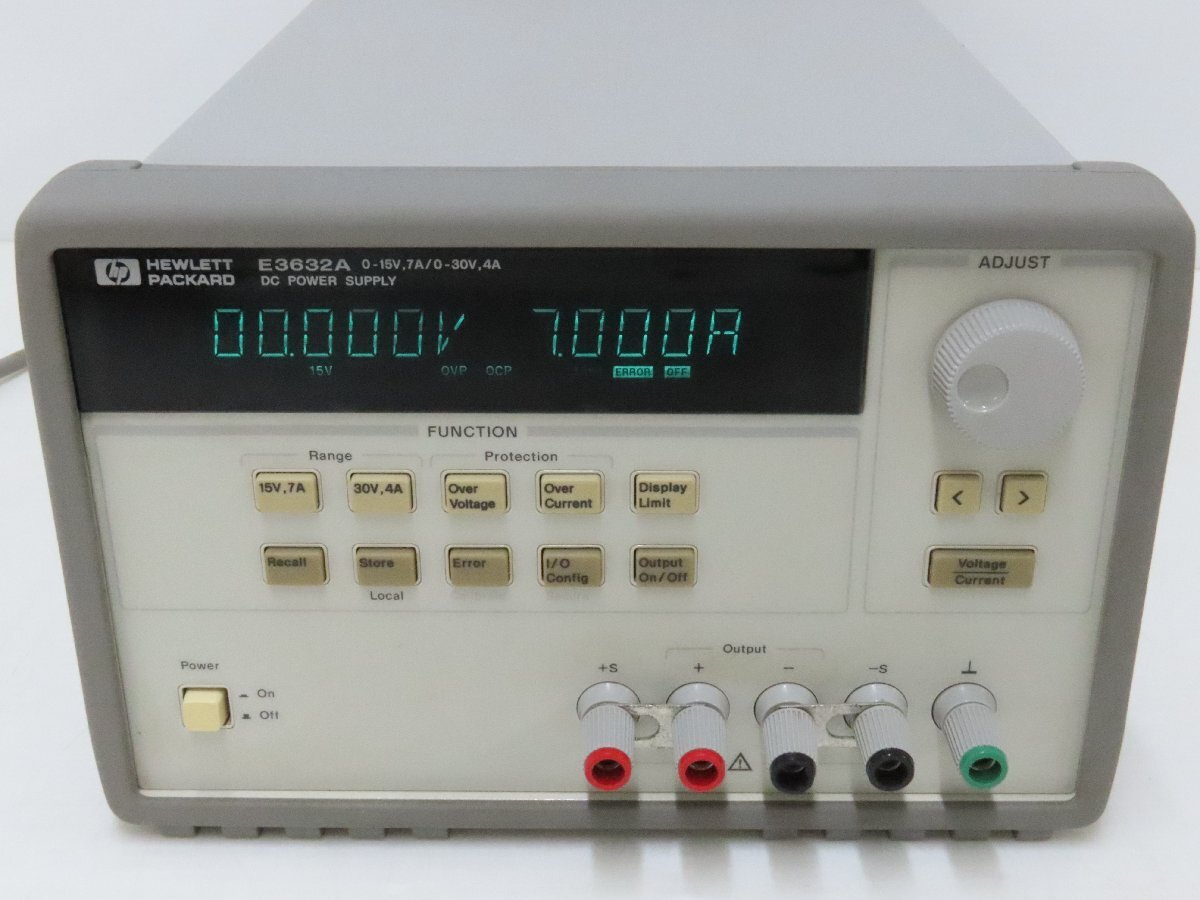 hp HEWLETT PACKARD
E3632A 0-15V,7A/0-30V,4A
DC POWER SUPPLY
00.000V 7.000A
15V OVP OCP ERROR OFF
ADJUST
FUNCTION
Range Protection
15V,7A 30V,4A Over Voltage Over Current Display Limit
< >
Recall Store Error I/O Config Output On/Off
Voltage Current
Local
Power
On
Off
Output
+S + - -S